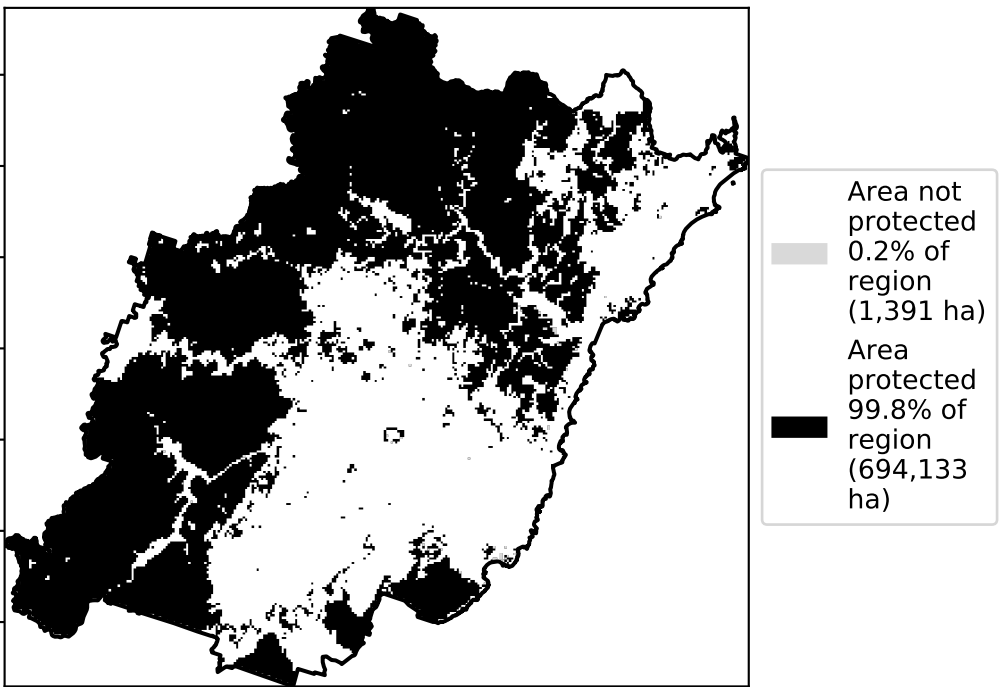 Area not
protected
0.2% of
region
(1,391 ha)
Area
protected
99.8% of
region
(694,133
ha)